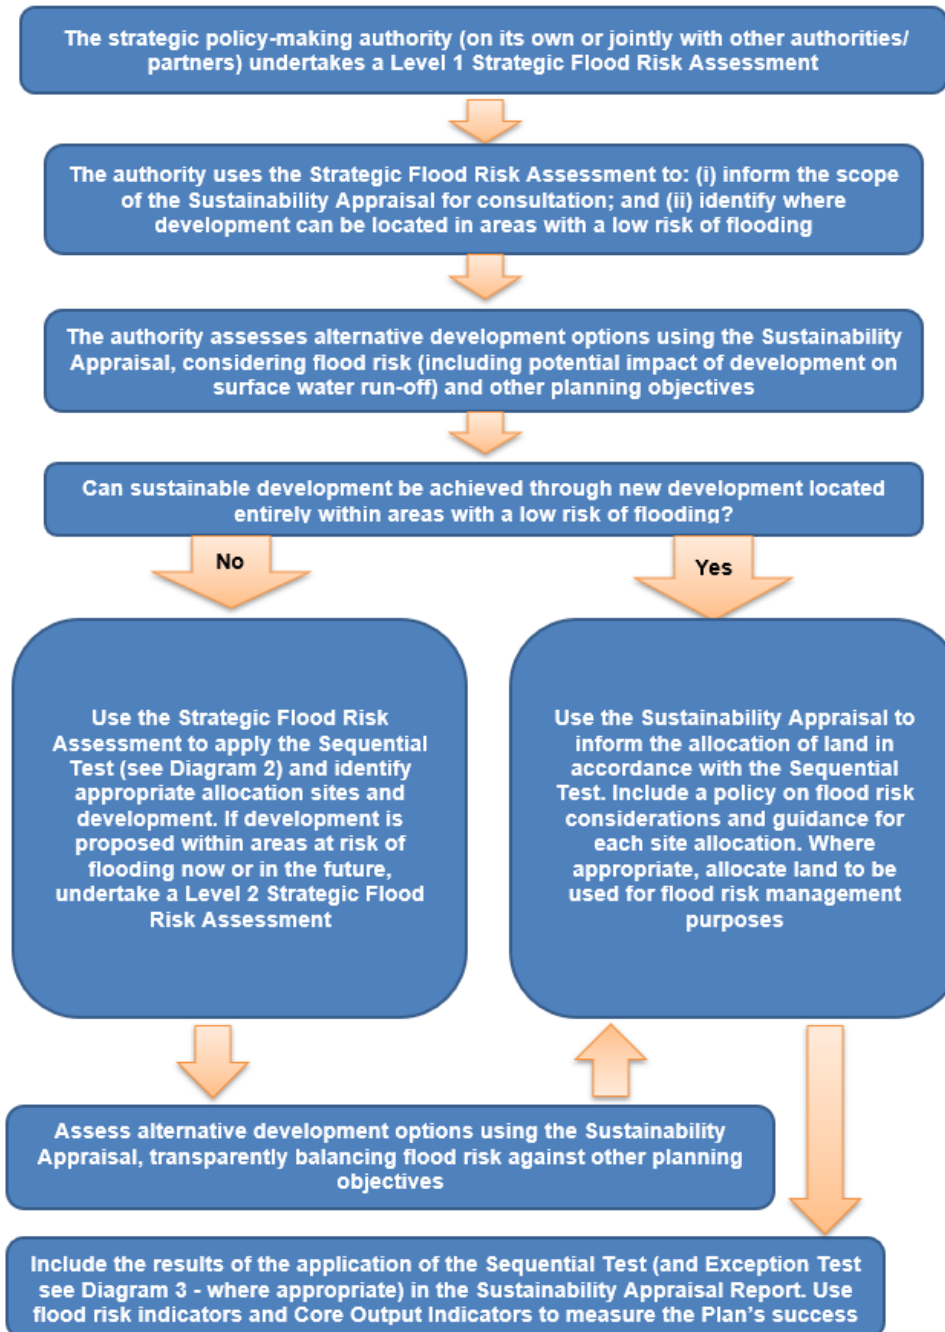 The strategic policy-making authority (on its own or jointly with other authorities/
partners) undertakes a Level 1 Strategic Flood Risk Assessment
The authority uses the Strategic Flood Risk Assessment to: (i) inform the scope
of the Sustainability Appraisal for consultation; and (ii) identify where
development can be located in areas with a low risk of flooding
The authority assesses alternative development options using the Sustainability
Appraisal, considering flood risk (including potential impact of development on
surface water run-off) and other planning objectives
Can sustainable development be achieved through new development located
entirely within areas with a low risk of flooding?
No
Yes
Use the Strategic Flood Risk
Assessment to apply the Sequential
Test (see Diagram 2) and identify
appropriate allocation sites and
development. If development is
proposed within areas at risk of
flooding now or in the future,
undertake a Level 2 Strategic Flood
Risk Assessment
Use the Sustainability Appraisal to
inform the allocation of land in
accordance with the Sequential
Test. Include a policy on flood risk
considerations and guidance for
each site allocation. Where
appropriate, allocate land to be
used for flood risk management
purposes
Assess alternative development options using the Sustainability
Appraisal, transparently balancing flood risk against other planning
objectives
Include the results of the application of the Sequential Test (and Exception Test
see Diagram 3 - where appropriate) in the Sustainability Appraisal Report. Use
flood risk indicators and Core Output Indicators to measure the Plan's success